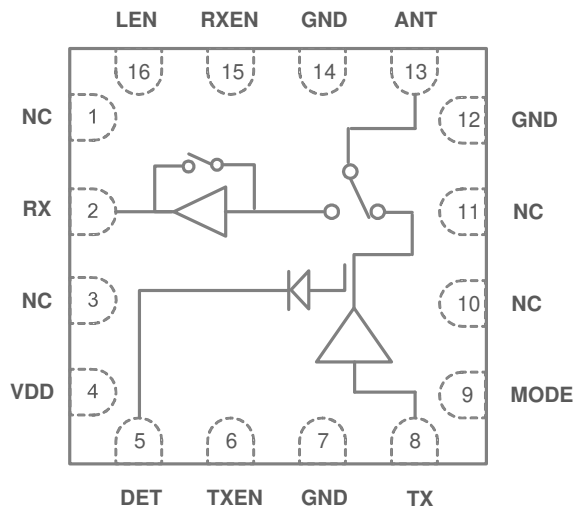 LEN RXEN GND ANT
16 15 14 13
NC 1 12 GND
RX 2 11 NC
NC 3 10 NC
VDD 4 9 MODE
5 6 7 8
DET TXEN GND TX